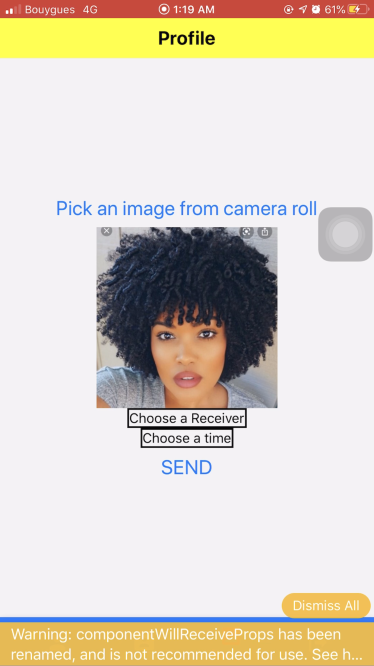 Bouygues 4G 1:19 AM 61%
Profile
Pick an image from camera roll
Choose a Receiver
Choose a time
SEND
Dismiss All
Warning: componentWillReceiveProps has been
renamed, and is not recommended for use. See h...